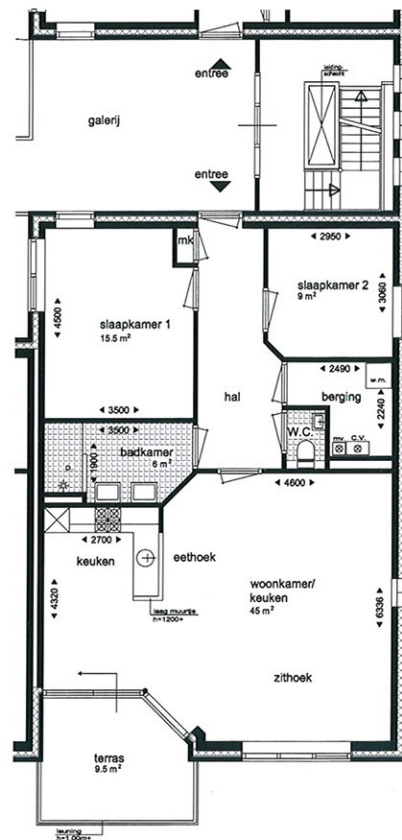 entree
leiding-
schacht
galerij
entree
mk
2950
slaapkamer 1
15.5 m²
4500
slaapkamer 2
9 m²
3060
2490
w.m.
3500
hal
berging
2240
3500
badkamer
6 m²
1900
W.C.
mv
C.V.
4600
2700
keuken
eethoek
woonkamer/
keuken
45 m²
4320
6336
laag muurtje
h=1200+
zithoek
terras
9.5 m²
leuning
h=1.00m+